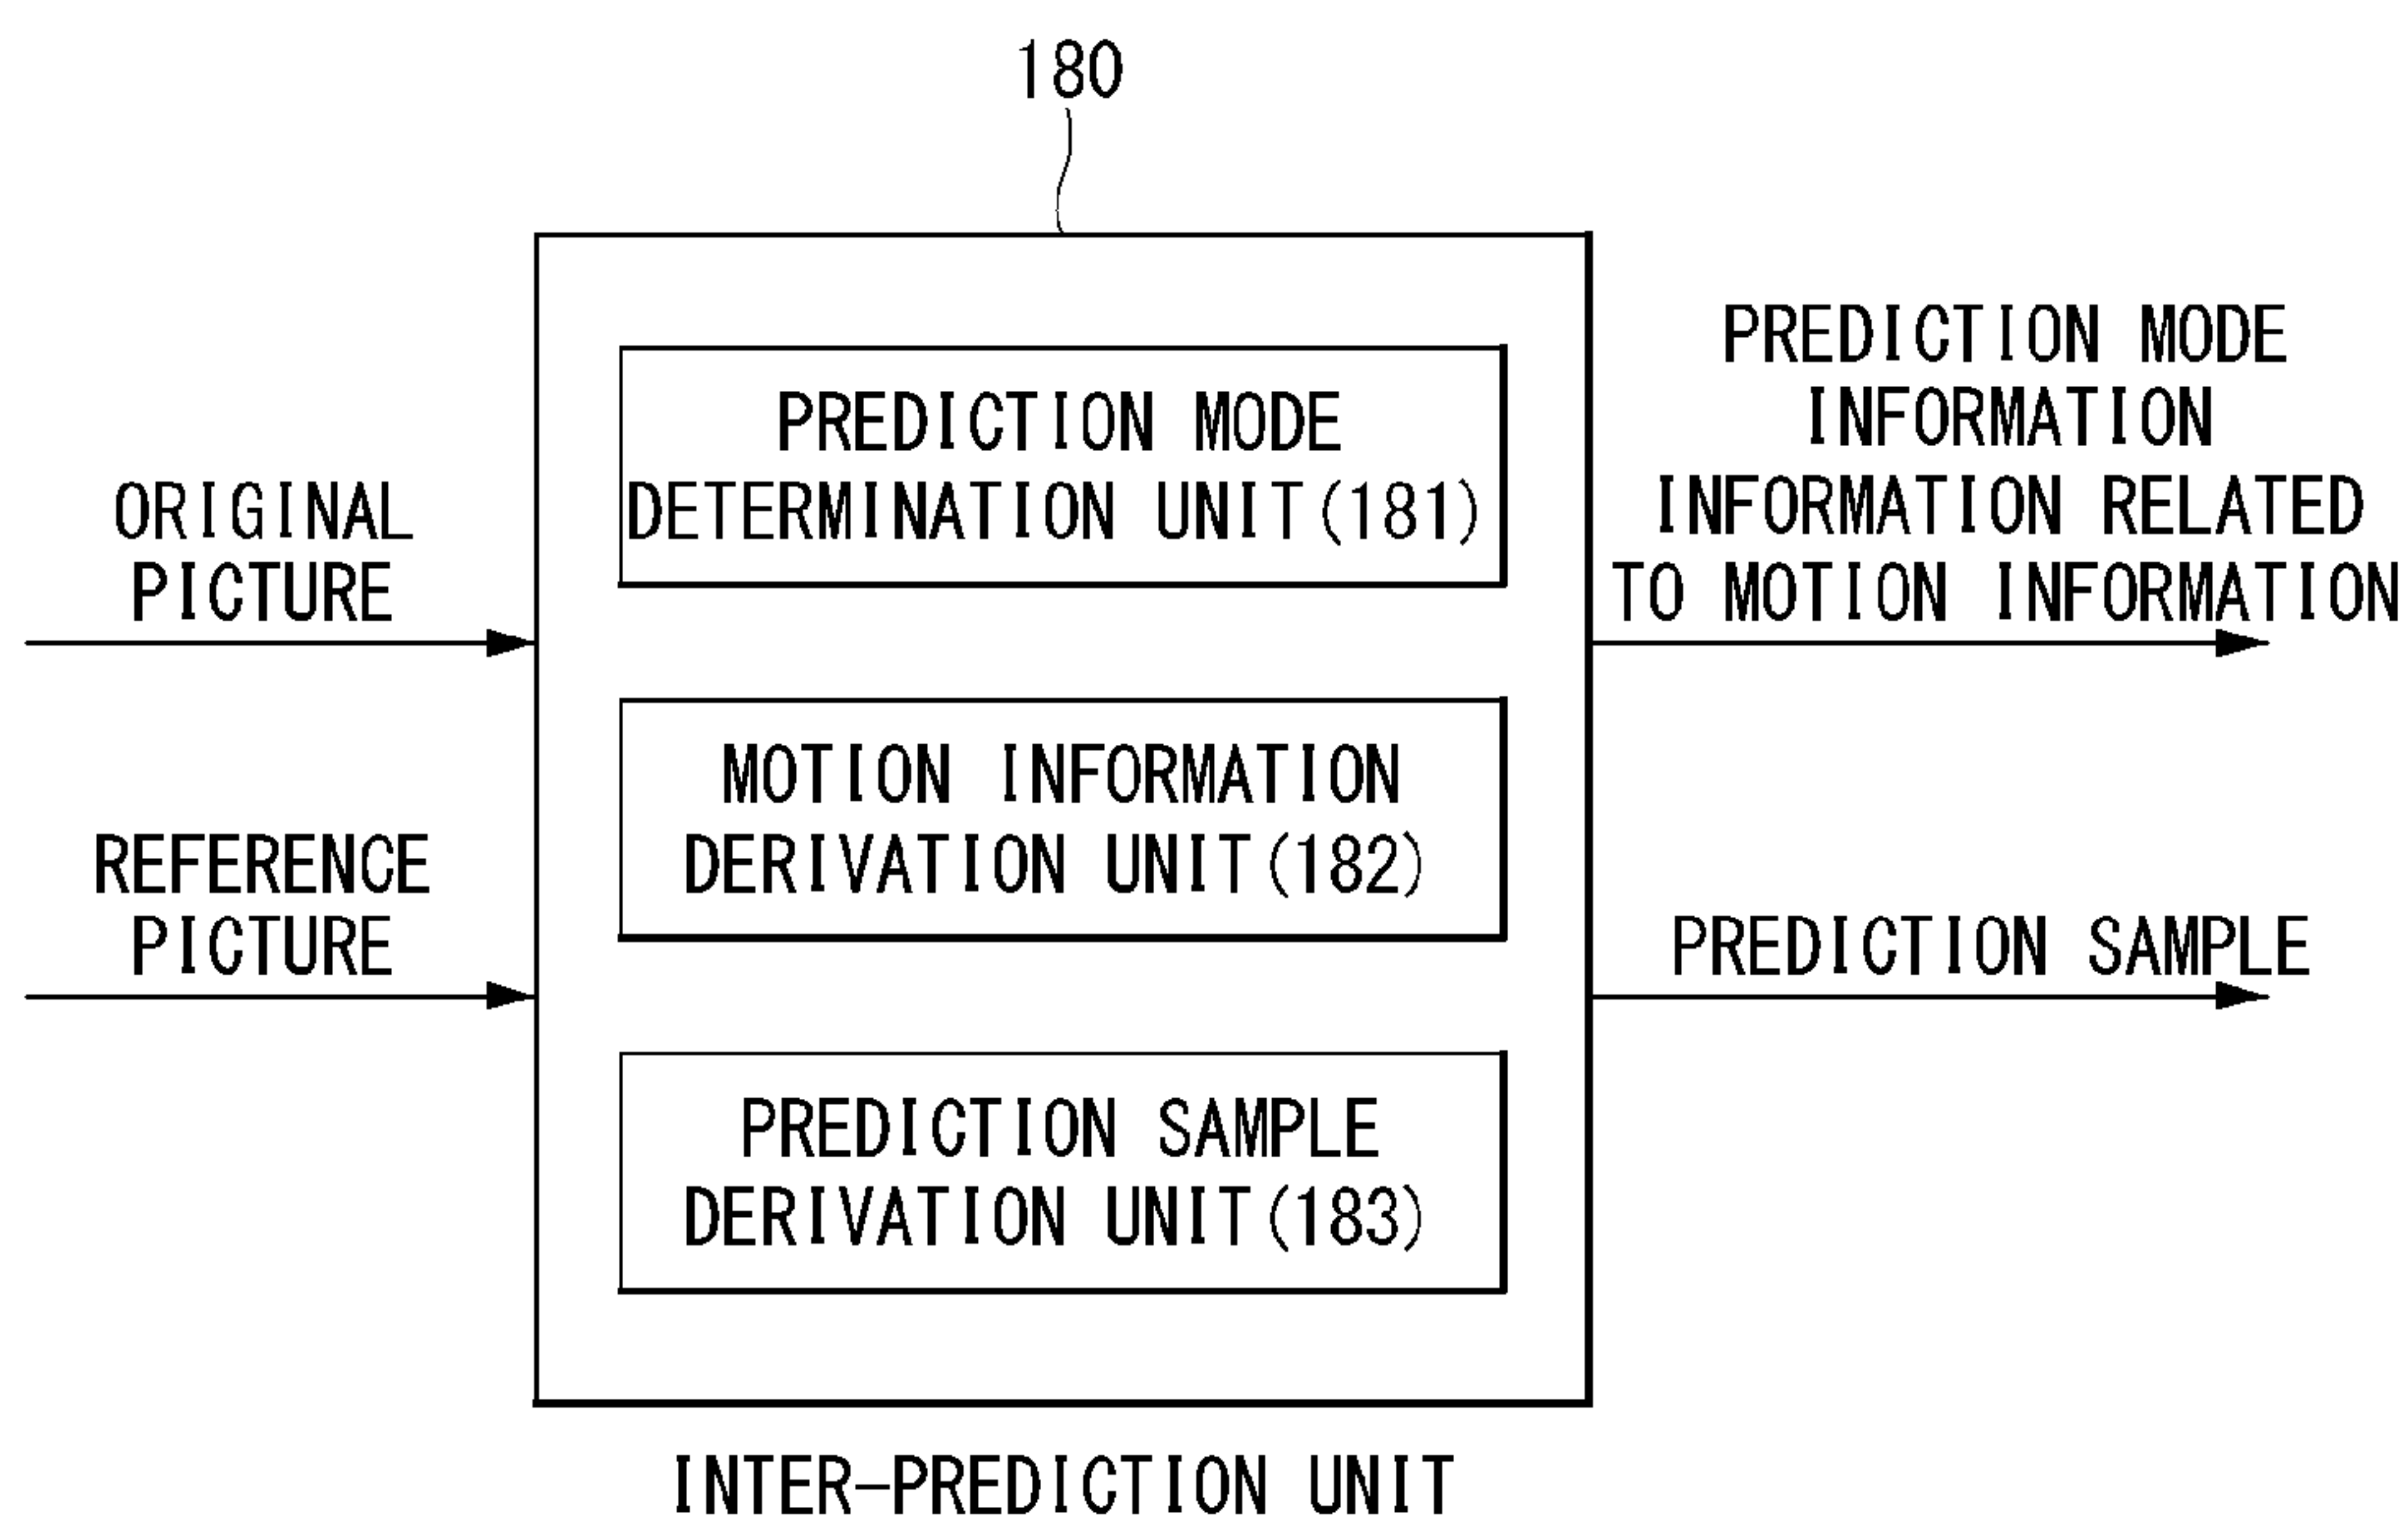 180
PREDICTION MODE
DETERMINATION UNIT(181)
MOTION INFORMATION
DERIVATION UNIT(182)
PREDICTION SAMPLE
DERIVATION UNIT(183)
ORIGINAL
PICTURE
REFERENCE
PICTURE
PREDICTION MODE
INFORMATION
INFORMATION RELATED
TO MOTION INFORMATION
PREDICTION SAMPLE
INTER-PREDICTION UNIT